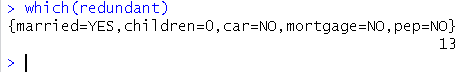 > which(redundant)
{married=YES,children=0,car=NO,mortgage=NO,pep=NO}
13
>